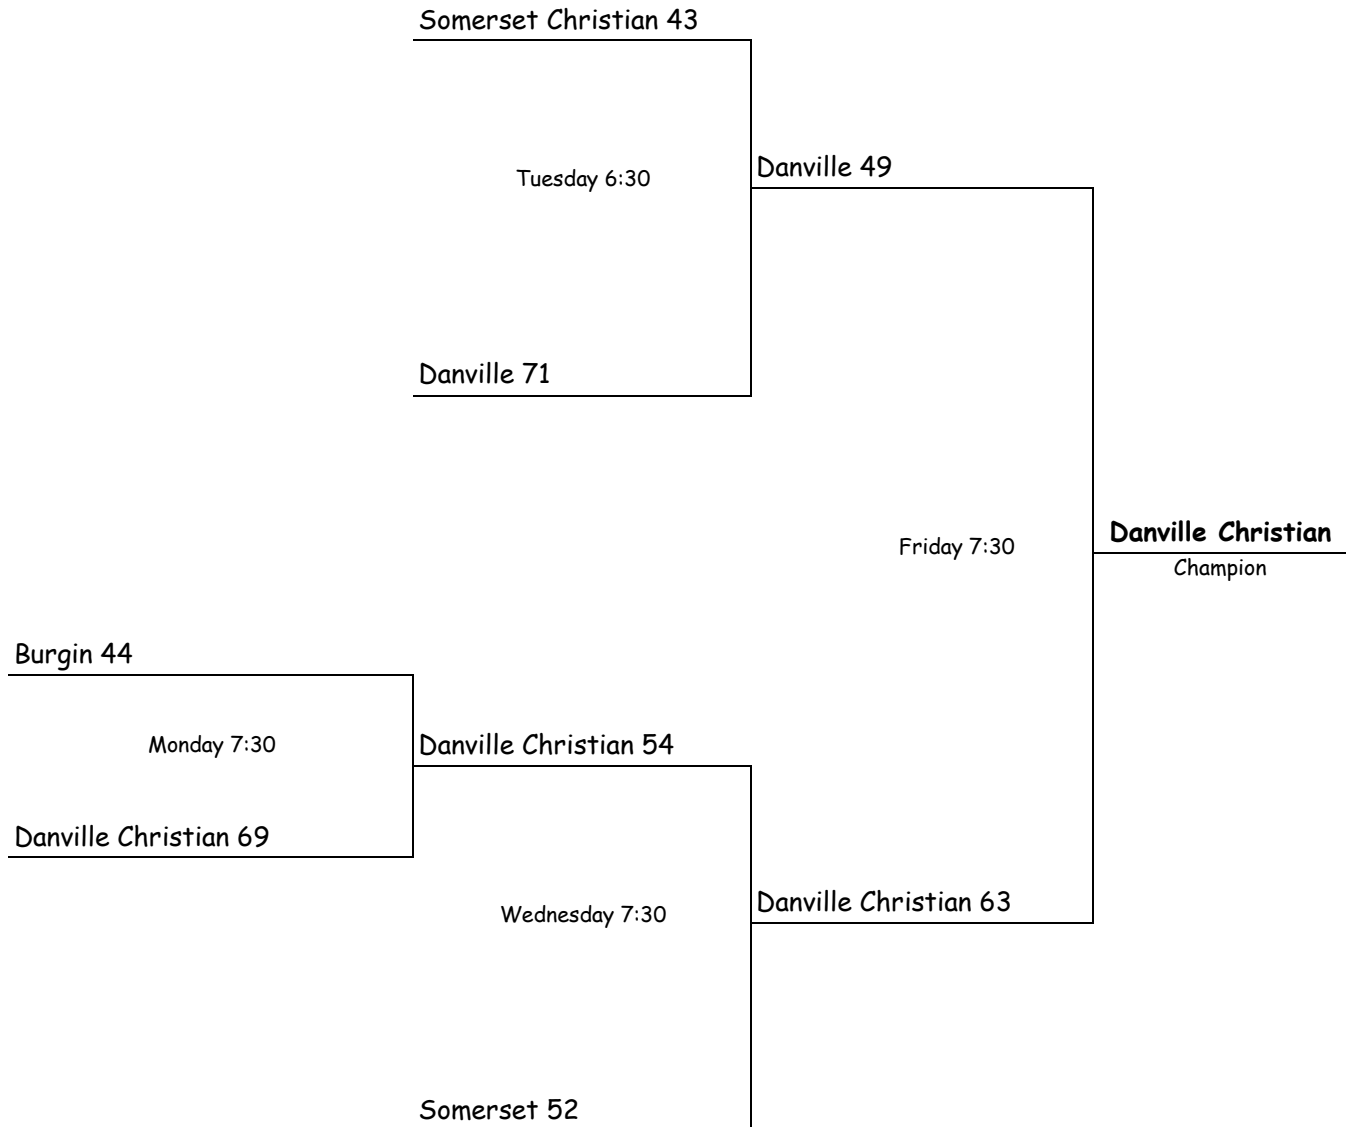 Somerset Christian 43
Tuesday 6:30
Danville 49
Danville 71
Friday 7:30
Danville Christian
Champion
Burgin 44
Monday 7:30
Danville Christian 54
Danville Christian 69
Wednesday 7:30
Danville Christian 63
Somerset 52